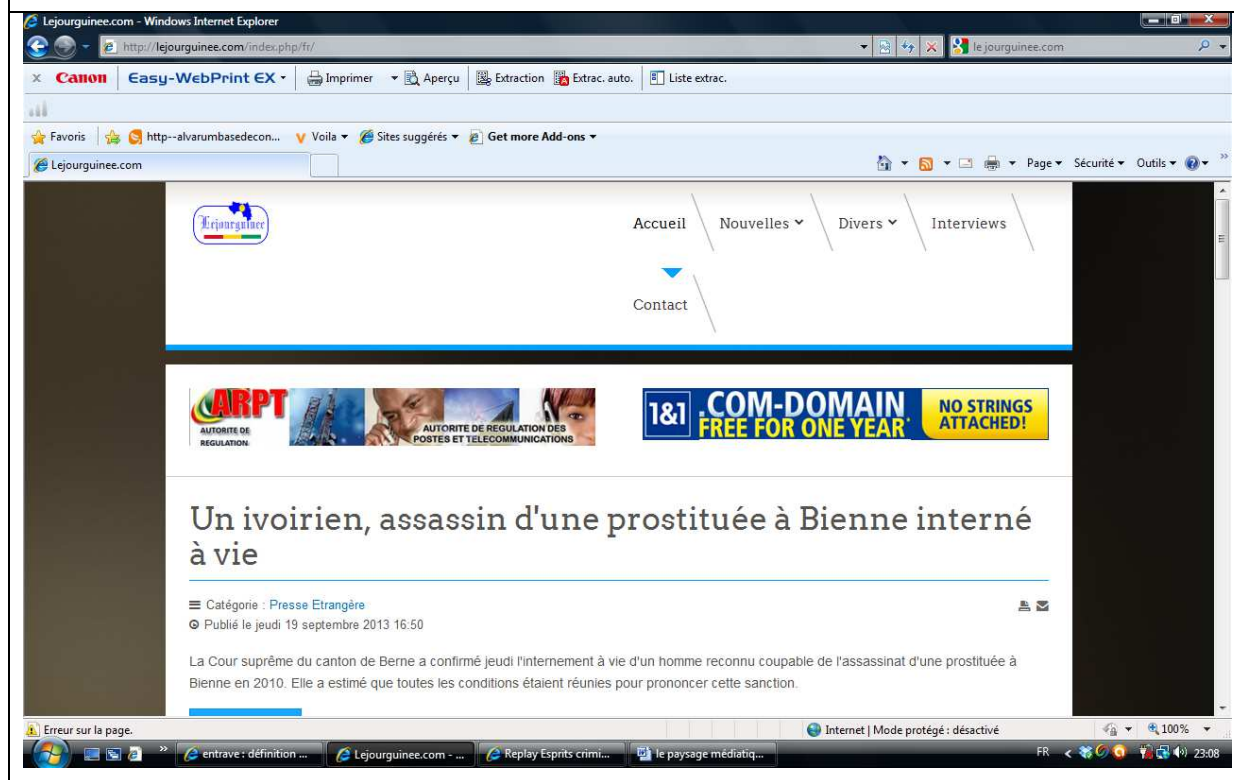 Lejourguinee.com - Windows Internet Explorer
http://lejourguinee.com/index.php/fr/
le jourguinee.com
x Canon Easy-WebPrint EX Imprimer Aperçu Extraction Extrac. auto. Liste extrac.
Favoris http--alvarumbasedecon... Voila Sites suggérés Get more Add-ons
Lejourguinee.com Page Sécurité Outils
Lejourguinee
Accueil Nouvelles Divers Interviews
Contact
ARPT
AUTORITE DE
REGULATION
AUTORITE DE REGULATION DES
POSTES ET TELECOMMUNICATIONS
1&1 .COM-DOMAIN
FREE FOR ONE YEAR*
NO STRINGS
ATTACHED!
Un ivoirien, assassin d'une prostituée à Bienne interné
à vie
Catégorie : Presse Etrangère
Publié le jeudi 19 septembre 2013 16:50
La Cour suprême du canton de Berne a confirmé jeudi l'internement à vie d'un homme reconnu coupable de l'assassinat d'une prostituée à
Bienne en 2010. Elle a estimé que toutes les conditions étaient réunies pour prononcer cette sanction.
Erreur sur la page. Internet | Mode protégé : désactivé 100%
entrave : définition ... Lejourguinee.com - ... Replay Esprits crimi... le paysage médiatiq... FR 23:08